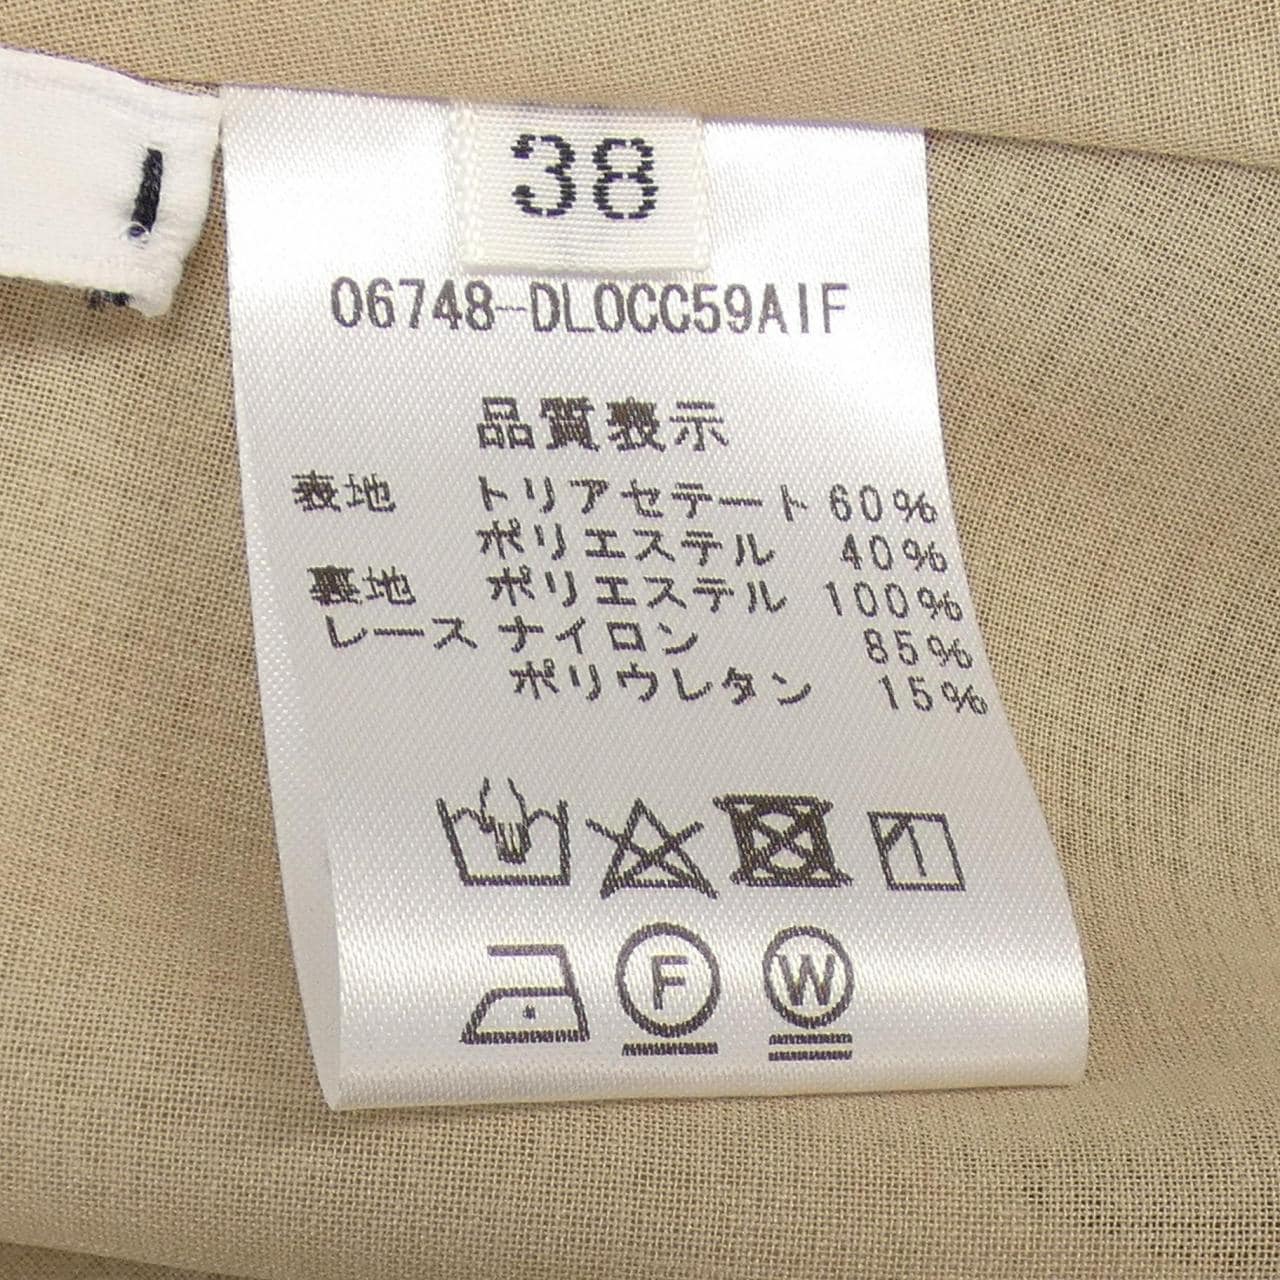 38
06748-DLOCC59AIF
品質表示
表地 トリアセテート 60%
ポリエステル 40%
裏地 ポリエステル 100%
レース ナイロン 85%
ポリウレタン 15%
F W